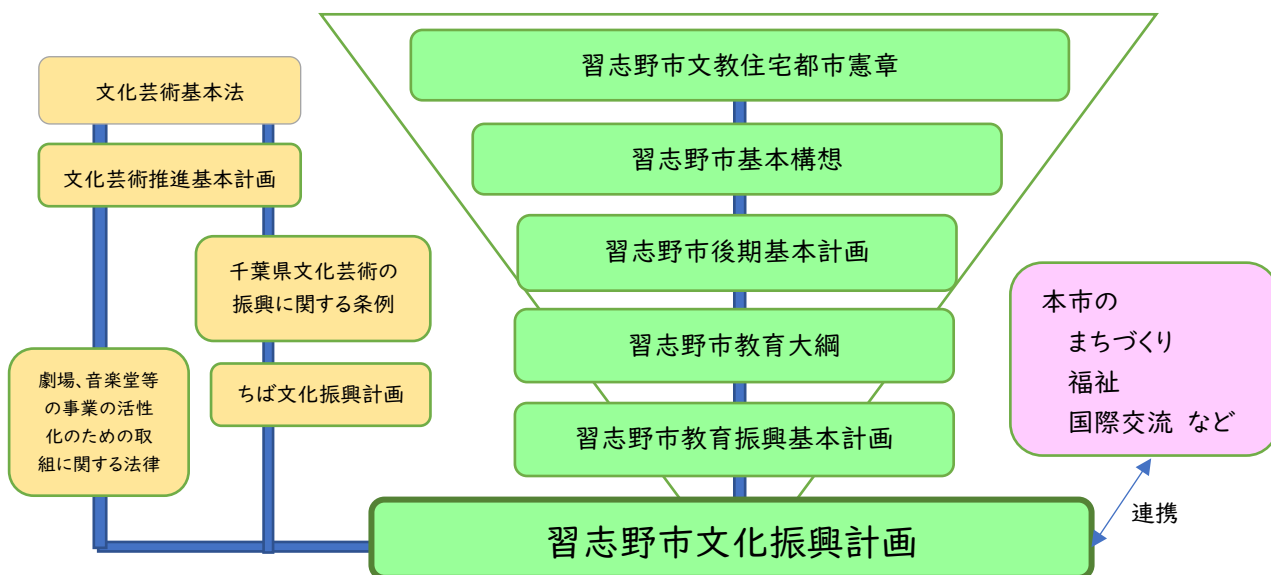 文化芸術基本法
文化芸術推進基本計画
千葉県文化芸術の
振興に関する条例
ちば文化振興計画
劇場、音楽堂等
の事業の活性
化のための取
組に関する法律
習志野市文教住宅都市憲章
習志野市基本構想
習志野市後期基本計画
習志野市教育大綱
習志野市教育振興基本計画
習志野市文化振興計画
本市の
まちづくり
福祉
国際交流 など
連携